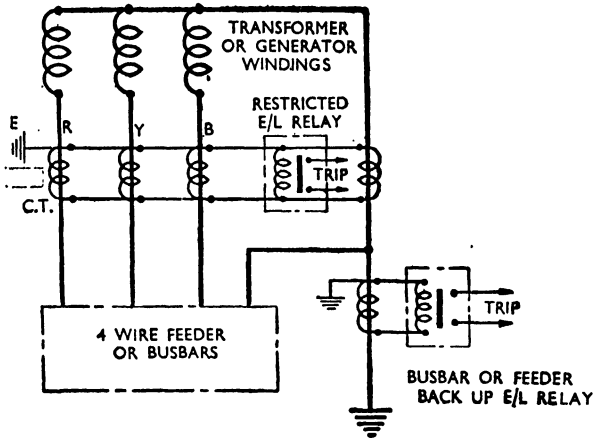 TRANSFORMER
OR GENERATOR
WINDINGS
RESTRICTED
E/L RELAY
E
R
Y
B
TRIP
C.T.
4 WIRE FEEDER
OR BUSBARS
TRIP
BUSBAR OR FEEDER
BACK UP E/L RELAY